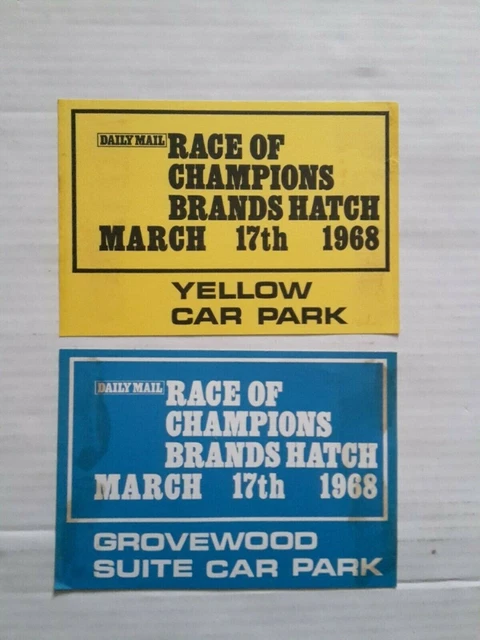 DAILY MAIL RACE OF
CHAMPIONS
BRANDS HATCH
MARCH 17th 1968
YELLOW
CAR PARK
DAILY MAIL RACE OF
CHAMPIONS
BRANDS HATCH
MARCH 17th 1968
GROVEWOOD
SUITE CAR PARK